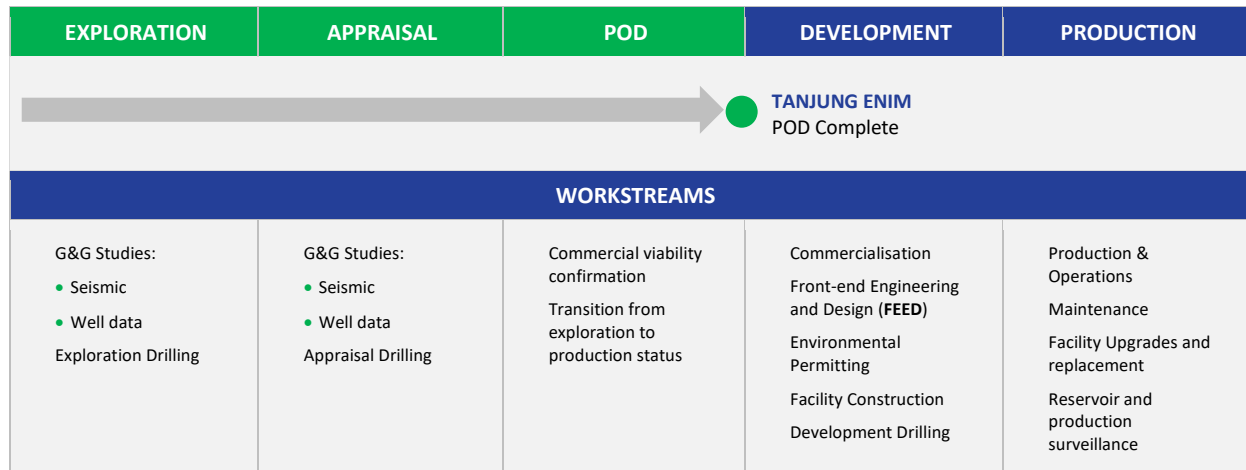 EXPLORATION
APPRAISAL
POD
DEVELOPMENT
PRODUCTION
TANJUNG ENIM
POD Complete
WORKSTREAMS
G&G Studies:
• Seismic
• Well data
Exploration Drilling
G&G Studies:
• Seismic
• Well data
Appraisal Drilling
Commercial viability
confirmation
Transition from
exploration to
production status
Commercialisation
Front-end Engineering
and Design (FEED)
Environmental
Permitting
Facility Construction
Development Drilling
Production &
Operations
Maintenance
Facility Upgrades and
replacement
Reservoir and
production
surveillance